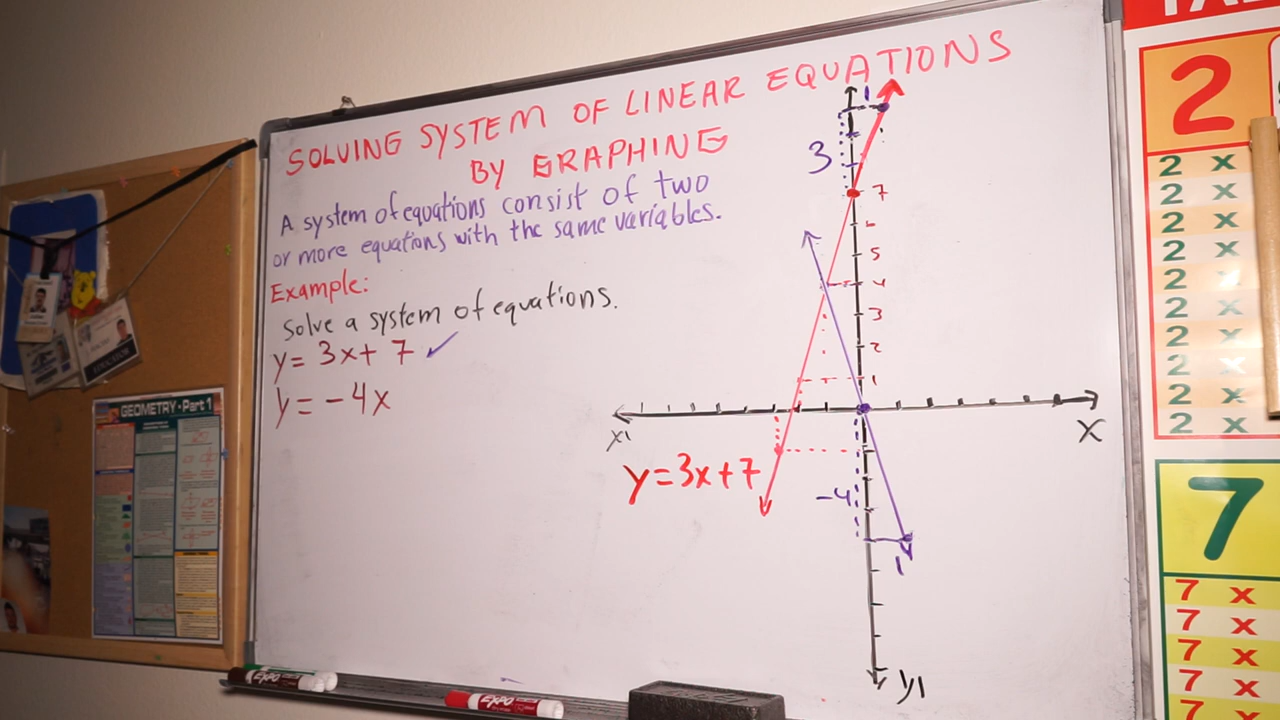 SOLVING SYSTEM OF LINEAR EQUATIONS
BY GRAPHING
A system of equations consist of two
or more equations with the same variables.
Example:
Solve a system of equations.
y = 3x + 7 ✓
y = -4x
1
3
7
6
5
4
3
2
1
x'
X
y=3x+7
-4
1
y'
GEOMETRY - Part 1
EDUCATOR
EXPO
EXPO
2
2 x
2 x
2 x
2 x
2 x
2 x
2 x
2 x
2 x
2 x
7
7 x
7 x
7 x
7 x
7 x